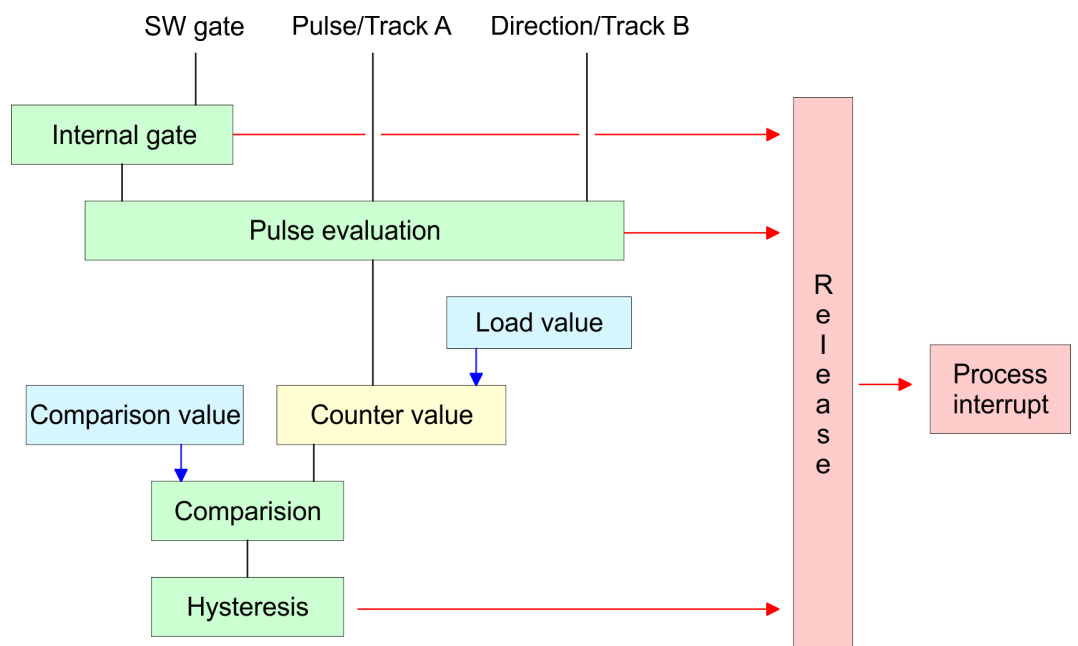 SW gate
Pulse/Track A
Direction/Track B
Internal gate
Pulse evaluation
Load value
Comparison value
Counter value
Comparision
Hysteresis
Release
Process
interrupt